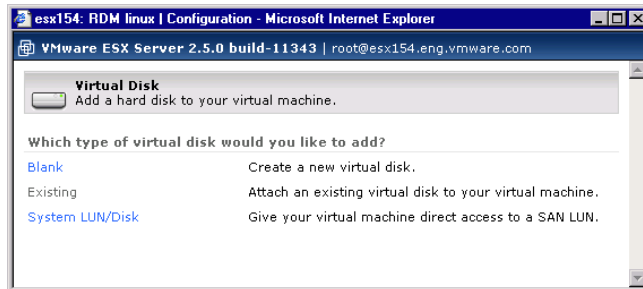 esx154: RDM linux | Configuration - Microsoft Internet Explorer
VMware ESX Server 2.5.0 build-11343 | root@esx154.eng.vmware.com
Virtual Disk
Add a hard disk to your virtual machine.
Which type of virtual disk would you like to add?
Blank Create a new virtual disk.
Existing Attach an existing virtual disk to your virtual machine.
System LUN/Disk Give your virtual machine direct access to a SAN LUN.